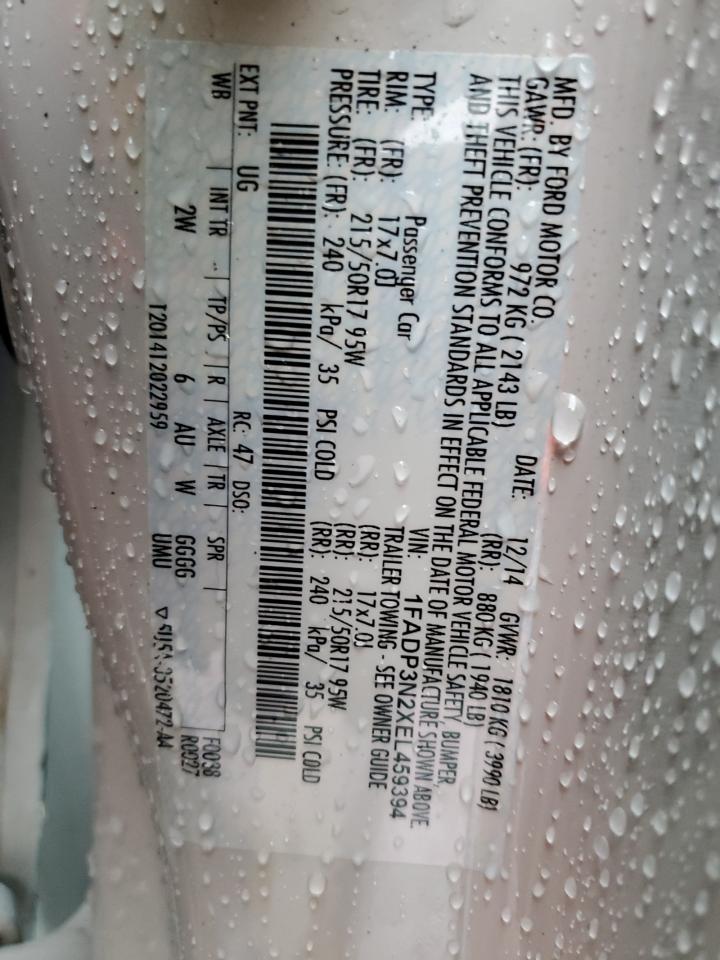 MFD. BY FORD MOTOR CO. DATE: 12/14 GVWR: 1810 KG ( 3990 LB)
GAWR: (FR): 972 KG ( 2143 LB) (RR): 880 KG ( 1940 LB)
THIS VEHICLE CONFORMS TO ALL APPLICABLE FEDERAL MOTOR VEHICLE SAFETY, BUMPER,
AND THEFT PREVENTION STANDARDS IN EFFECT ON THE DATE OF MANUFACTURE SHOWN ABOVE.
VIN: 1FADP3N2XEL459394
TYPE: Passenger Car TRAILER TOWING - SEE OWNER GUIDE
RIM: (FR): 17x7.0J (RR): 17x7.0J
TIRE: (FR): 215/50R17 95W (RR): 215/50R17 95W
PRESSURE: (FR): 240 kPa/ 35 PSI COLD (RR): 240 kPa/ 35 PSI COLD
EXT PNT: UG RC: 47 DSO: F0038
WB INT TR TP/PS R AXLE TR SPR R0027
2W 6 AU W GGGG
T201412022959 UMU